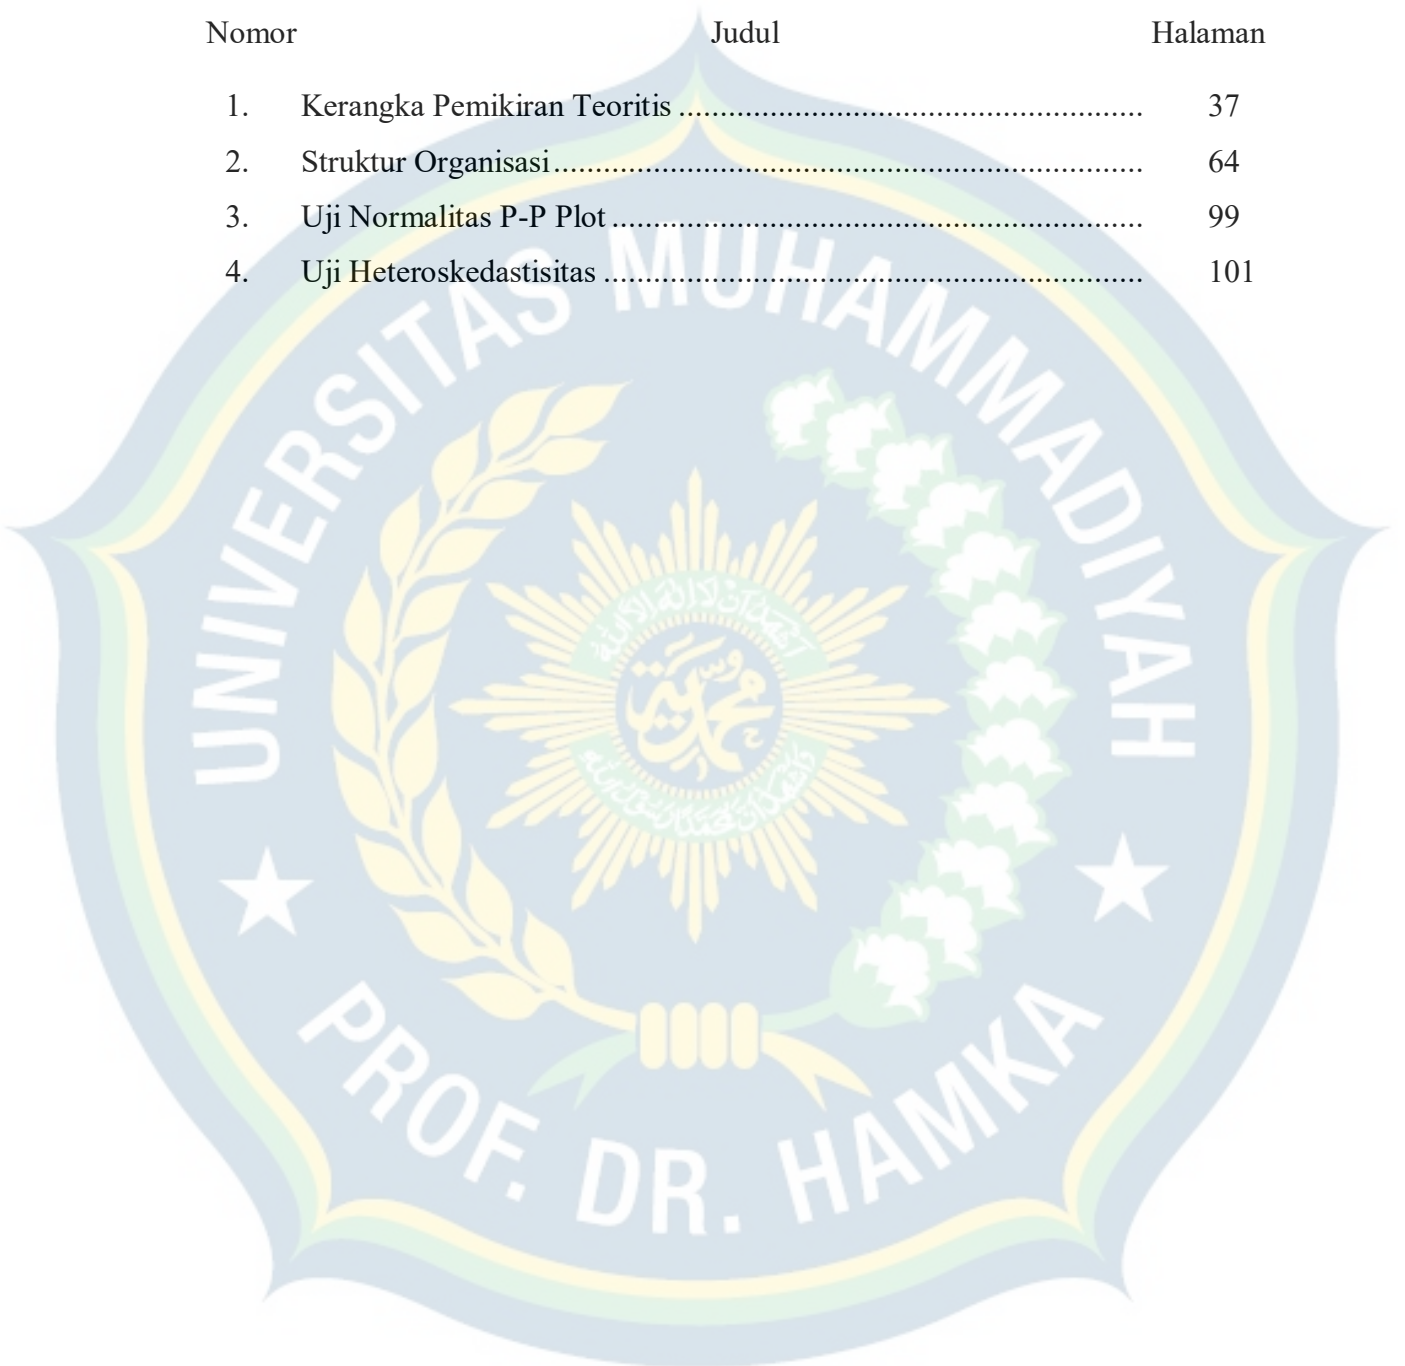 Nomor Judul Halaman
1. Kerangka Pemikiran Teoritis ........................................................ 37
2. Struktur Organisasi....................................................................... 64
3. Uji Normalitas P-P Plot ................................................................ 99
4. Uji Heteroskedastisitas ................................................................. 101
UNIVERSITAS MUHAMMADIYAH
محمدية
PROF. DR. HAMKA